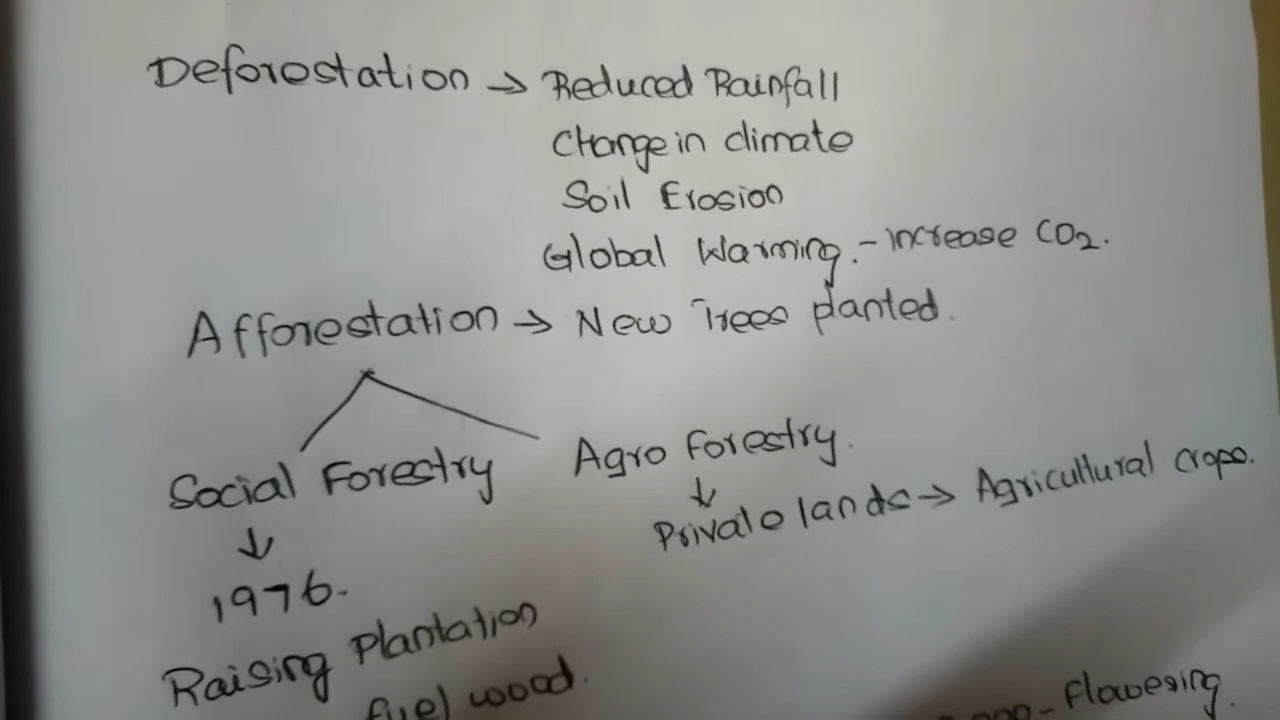 Deforestation → Reduced Rainfall
Change in climate
Soil Erosion
Global Warming. - increase CO2.
Afforestation → New Trees planted.
Social Forestry
Agro Forestry.
↓
Private lands → Agricultural crops.
↓
1976.
Raising Plantation
fuel wood.
- Flowering.